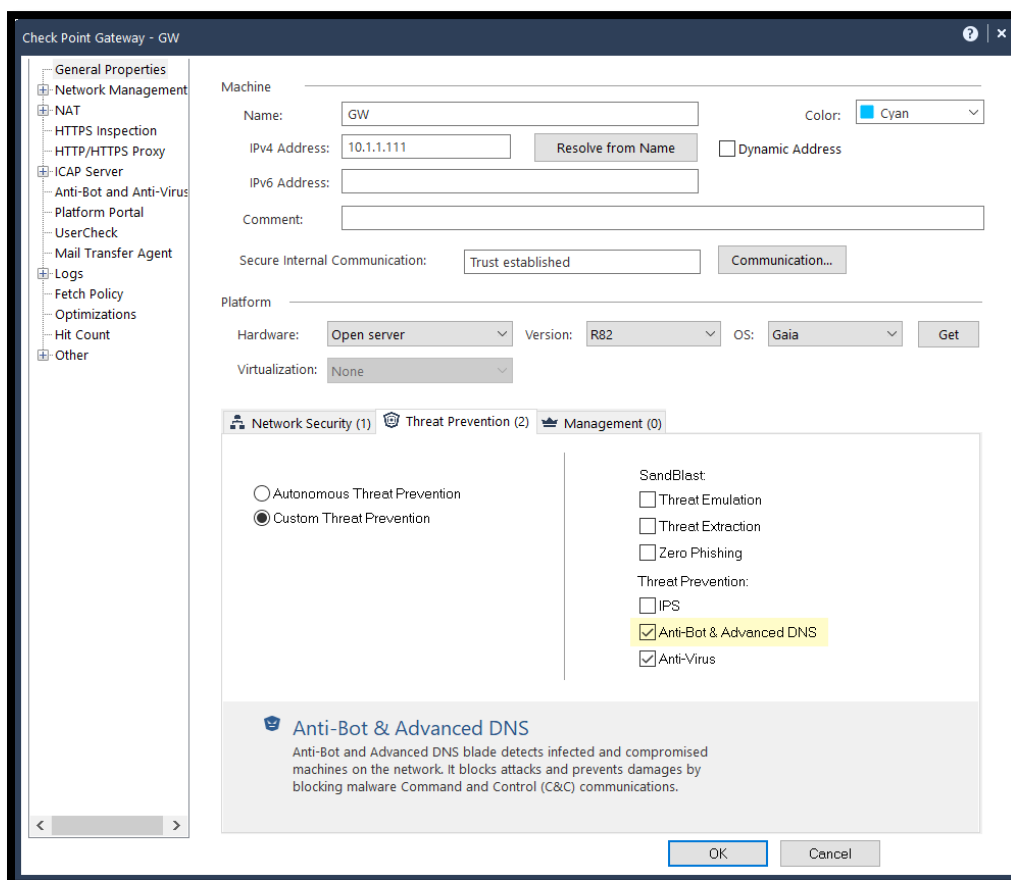 Check Point Gateway - GW
?
×
General Properties
Network Management
NAT
HTTPS Inspection
HTTP/HTTPS Proxy
ICAP Server
Anti-Bot and Anti-Virus
Platform Portal
UserCheck
Mail Transfer Agent
Logs
Fetch Policy
Optimizations
Hit Count
Other
Machine
Name: GW Color: Cyan
IPv4 Address: 10.1.1.111 Resolve from Name Dynamic Address
IPv6 Address:
Comment:
Secure Internal Communication: Trust established Communication...
Platform
Hardware: Open server Version: R82 OS: Gaia Get
Virtualization: None
Network Security (1) Threat Prevention (2) Management (0)
Autonomous Threat Prevention
Custom Threat Prevention
SandBlast:
Threat Emulation
Threat Extraction
Zero Phishing
Threat Prevention:
IPS
Anti-Bot & Advanced DNS
Anti-Virus
Anti-Bot & Advanced DNS
Anti-Bot and Advanced DNS blade detects infected and compromised
machines on the network. It blocks attacks and prevents damages by
blocking malware Command and Control (C&C) communications.
OK Cancel